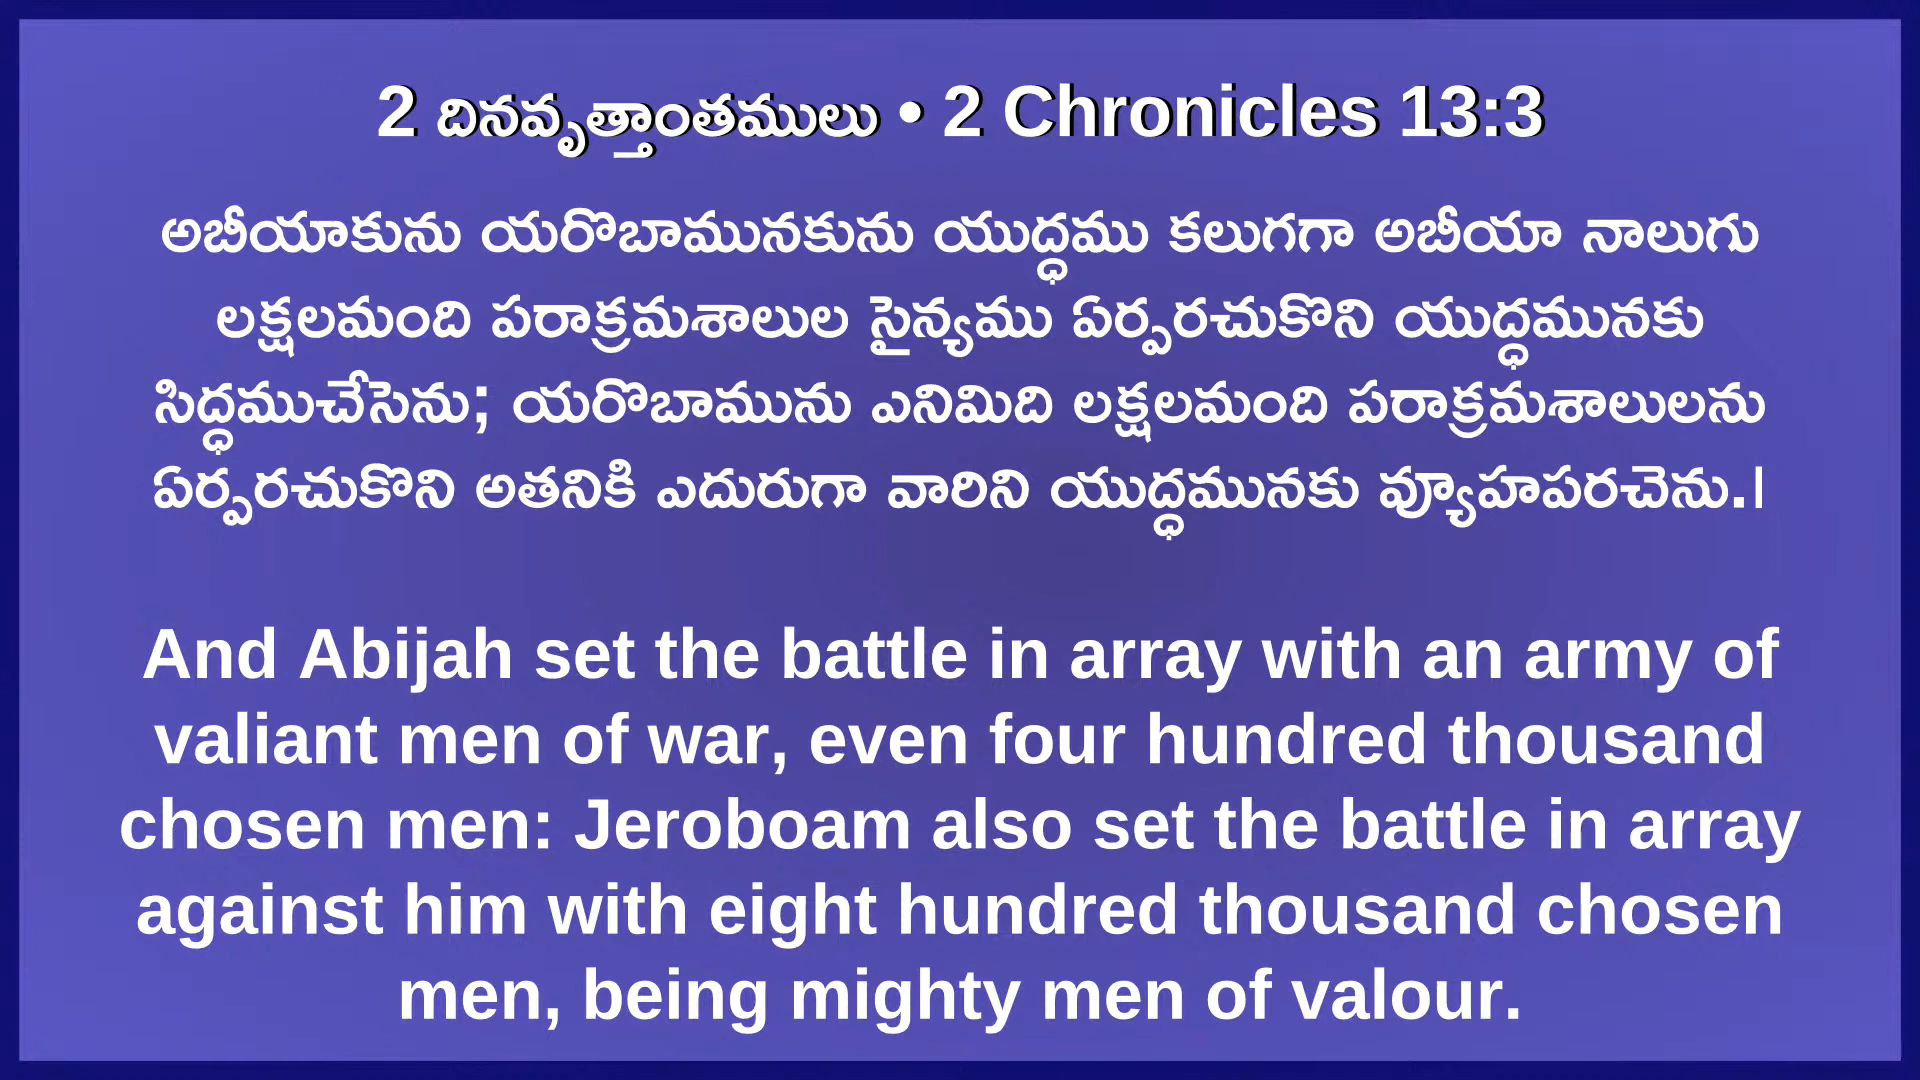 2 దినవృత్తాంతములు • 2 Chronicles 13:3
అబీయాకును యరొబామునకును యుద్ధము కలుగగా అబీయా నాలుగు
లక్షలమంది పరాక్రమశాలుల సైన్యము ఏర్పరచుకొని యుద్ధమునకు
సిద్ధముచేసెను; యరొబామును ఎనిమిది లక్షలమంది పరాక్రమశాలులను
ఏర్పరచుకొని అతనికి ఎదురుగా వారిని యుద్ధమునకు వ్యూహపరచెను.।
And Abijah set the battle in array with an army of
valiant men of war, even four hundred thousand
chosen men: Jeroboam also set the battle in array
against him with eight hundred thousand chosen
men, being mighty men of valour.